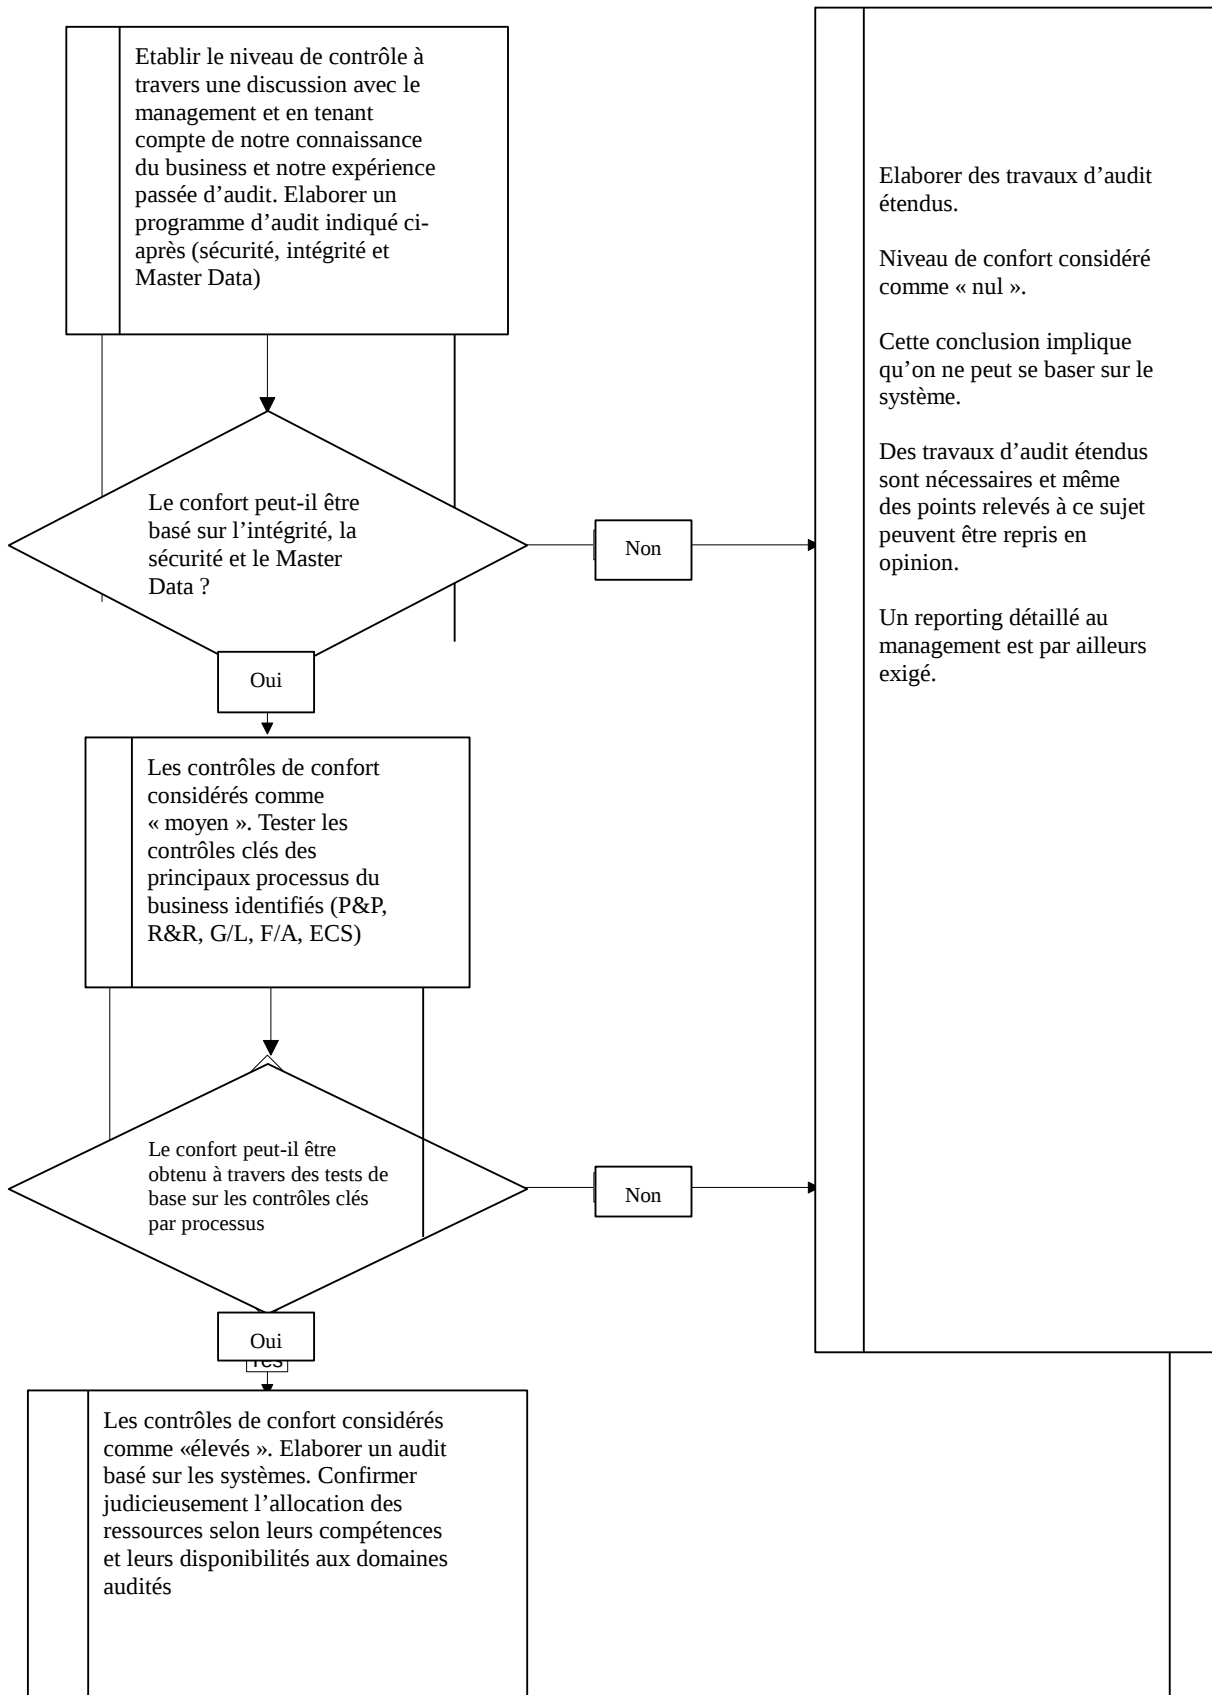 Etablir le niveau de contrôle à
travers une discussion avec le
management et en tenant
compte de notre connaissance
du business et notre expérience
passée d’audit. Elaborer un
programme d’audit indiqué ci-
après (sécurité, intégrité et
Master Data)
Le confort peut-il être
basé sur l’intégrité, la
sécurité et le Master
Data ?
Non
Oui
Elaborer des travaux d’audit
étendus.
Niveau de confort considéré
comme « nul ».
Cette conclusion implique
qu’on ne peut se baser sur le
système.
Des travaux d’audit étendus
sont nécessaires et même
des points relevés à ce sujet
peuvent être repris en
opinion.
Un reporting détaillé au
management est par ailleurs
exigé.
Les contrôles de confort
considérés comme
« moyen ». Tester les
contrôles clés des
principaux processus du
business identifiés (P&P,
R&R, G/L, F/A, ECS)
Le confort peut-il être
obtenu à travers des tests de
base sur les contrôles clés
par processus
Non
Oui
Yes
Les contrôles de confort considérés
comme «élevés ». Elaborer un audit
basé sur les systèmes. Confirmer
judicieusement l’allocation des
ressources selon leurs compétences
et leurs disponibilités aux domaines
audités